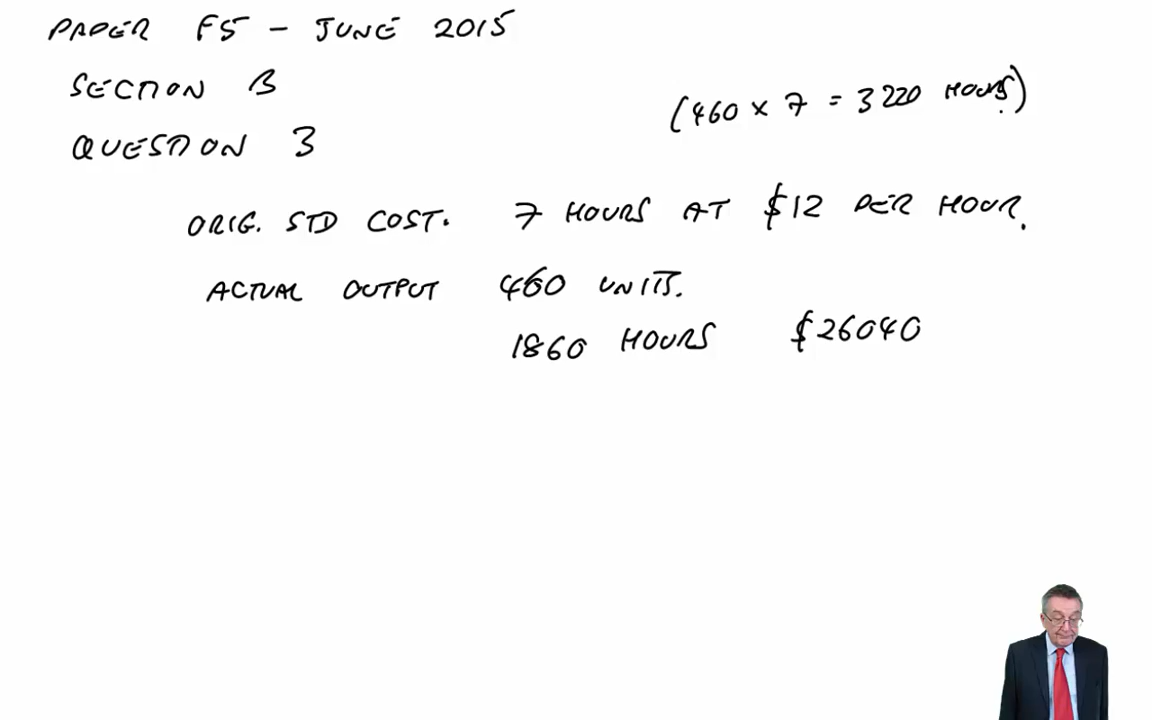 PAPER F5 - JUNE 2015
SECTION B
(460 × 7 = 3220 HOURS)
QUESTION 3
ORIG. STD COST. 7 HOURS AT $12 PER HOUR.
ACTUAL OUTPUT 460 UNITS.
1860 HOURS $26040